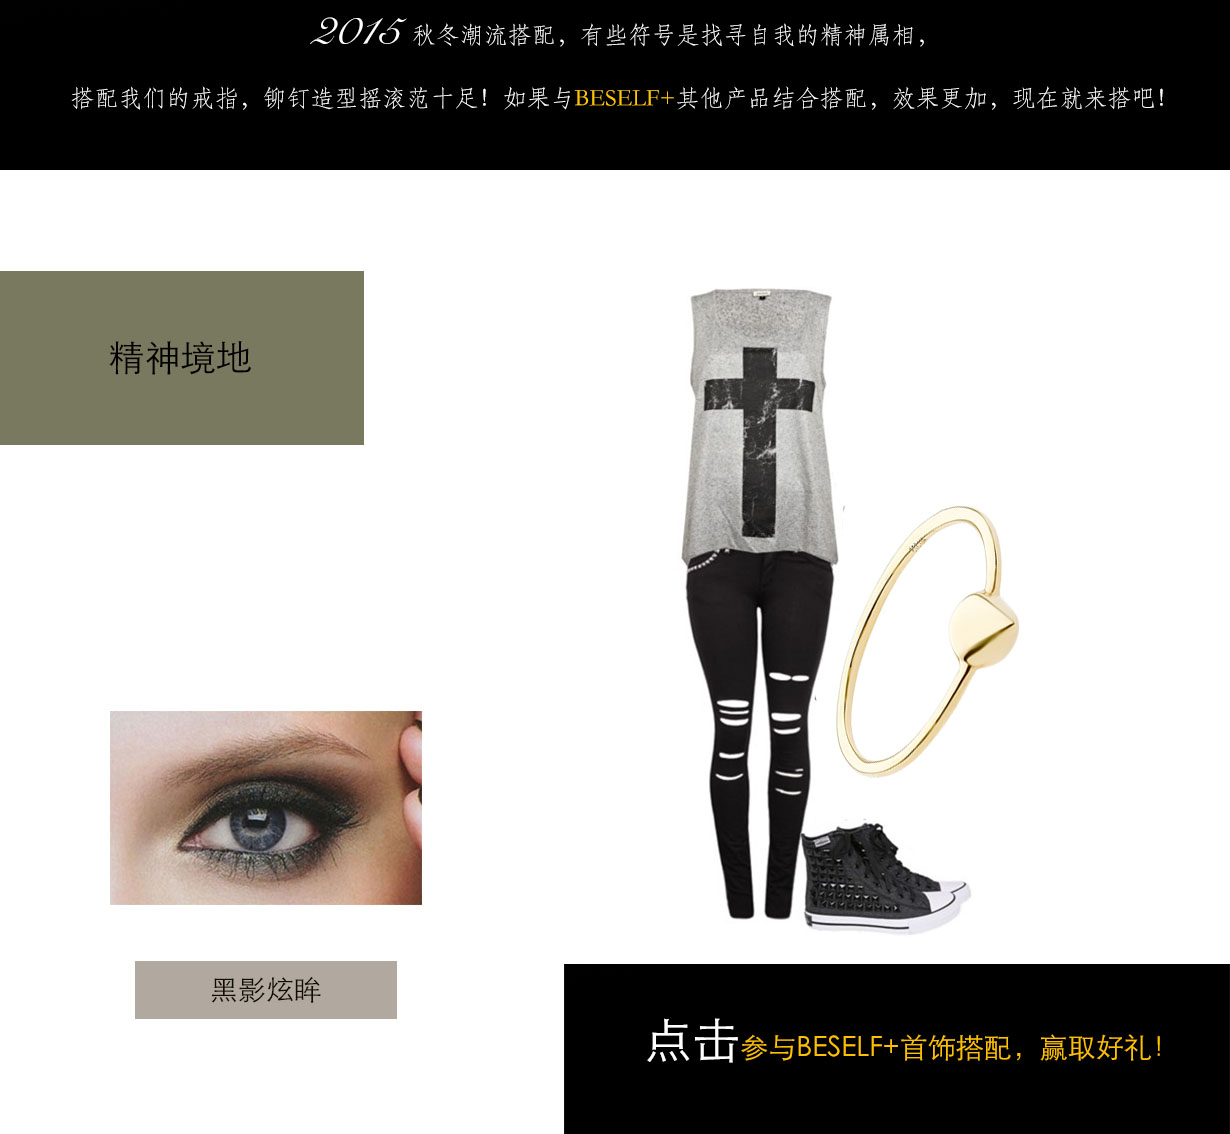 2015 秋冬潮流搭配，有些符号是找寻自我的精神属相，
搭配我们的戒指，铆钉造型摇滚范十足！如果与BESELF+其他产品结合搭配，效果更加，现在就来搭吧！
精神境地
黑影炫眸
点击参与BESELF+首饰搭配，赢取好礼！